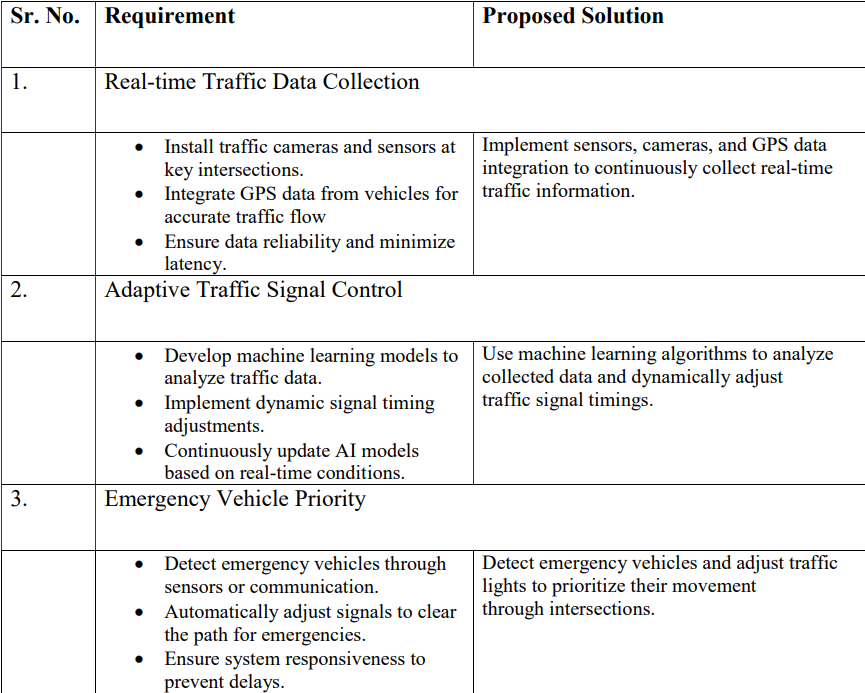 Sr. No. Requirement Proposed Solution
1. Real-time Traffic Data Collection
• Install traffic cameras and sensors at
key intersections.
• Integrate GPS data from vehicles for
accurate traffic flow
• Ensure data reliability and minimize
latency.
Implement sensors, cameras, and GPS data
integration to continuously collect real-time
traffic information.
2. Adaptive Traffic Signal Control
• Develop machine learning models to
analyze traffic data.
• Implement dynamic signal timing
adjustments.
• Continuously update AI models
based on real-time conditions.
Use machine learning algorithms to analyze
collected data and dynamically adjust
traffic signal timings.
3. Emergency Vehicle Priority
• Detect emergency vehicles through
sensors or communication.
• Automatically adjust signals to clear
the path for emergencies.
• Ensure system responsiveness to
prevent delays.
Detect emergency vehicles and adjust traffic
lights to prioritize their movement
through intersections.